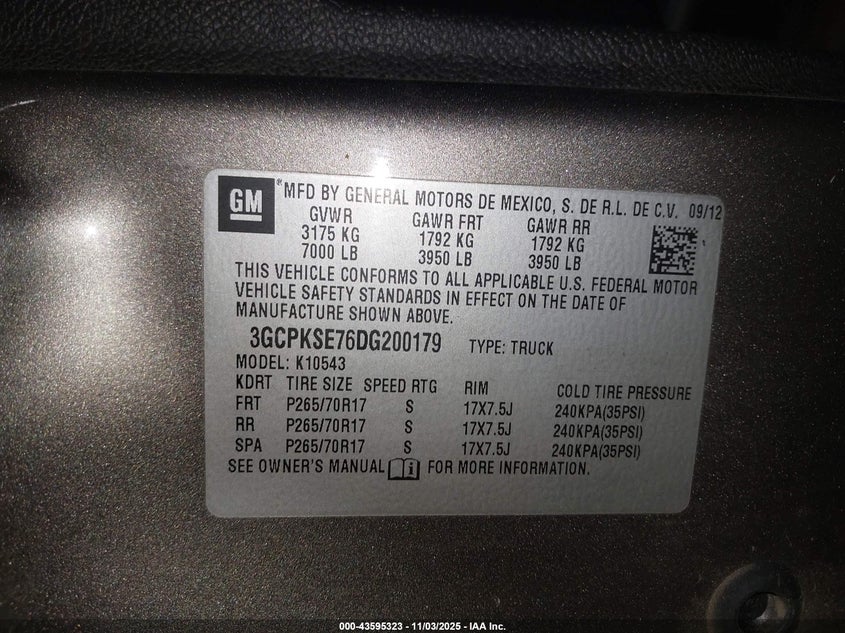 GM ® MFD BY GENERAL MOTORS DE MEXICO, S. DE R.L. DE C.V. 09/12
GVWR GAWR FRT GAWR RR
3175 KG 1792 KG 1792 KG
7000 LB 3950 LB 3950 LB
THIS VEHICLE CONFORMS TO ALL APPLICABLE U.S. FEDERAL MOTOR
VEHICLE SAFETY STANDARDS IN EFFECT ON THE DATE OF
MANUFACTURE SHOWN ABOVE.
3GCPKSE76DG200179 TYPE: TRUCK
MODEL: K10543
KDRT TIRE SIZE SPEED RTG RIM COLD TIRE PRESSURE
FRT P265/70R17 S 17X7.5J 240KPA(35PSI)
RR P265/70R17 S 17X7.5J 240KPA(35PSI)
SPA P265/70R17 S 17X7.5J 240KPA(35PSI)
SEE OWNER'S MANUAL i FOR MORE INFORMATION.
000-43595323 - 11/03/2025 - IAA Inc.